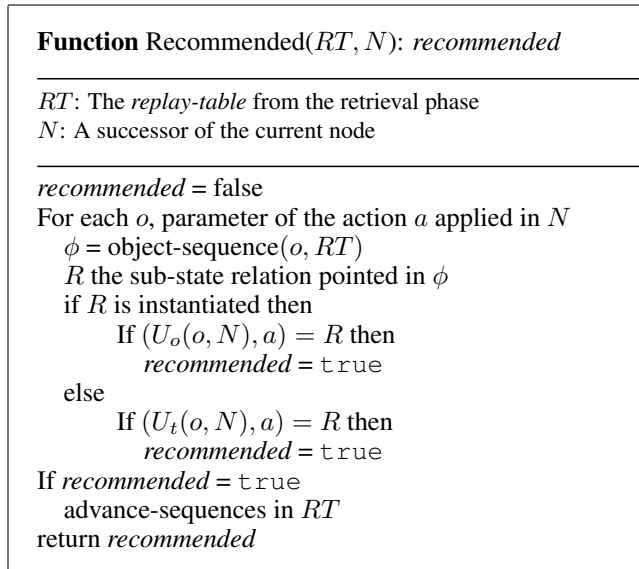 Function Recommended(RT, N): recommended
RT: The replay-table from the retrieval phase
N: A successor of the current node
recommended = false
For each o, parameter of the action a applied in N
ϕ = object-sequence(o, RT)
R the sub-state relation pointed in ϕ
if R is instantiated then
If (Uₒ(o, N), a) = R then
recommended = true
else
If (Uₜ(o, N), a) = R then
recommended = true
If recommended = true
advance-sequences in RT
return recommended